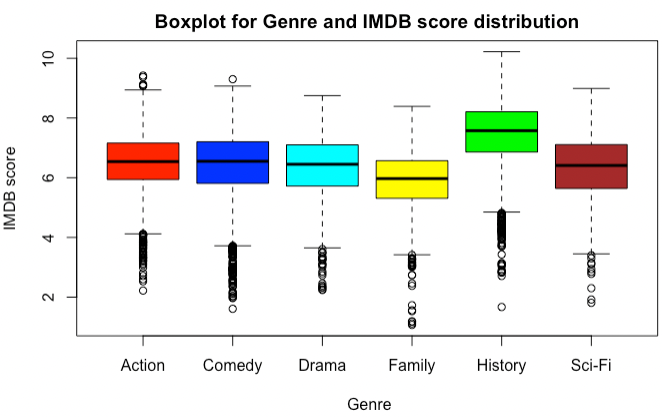 Boxplot for Genre and IMDB score distribution
IMDB score
10
8
6
4
2
Action Comedy Drama Family History Sci-Fi
Genre